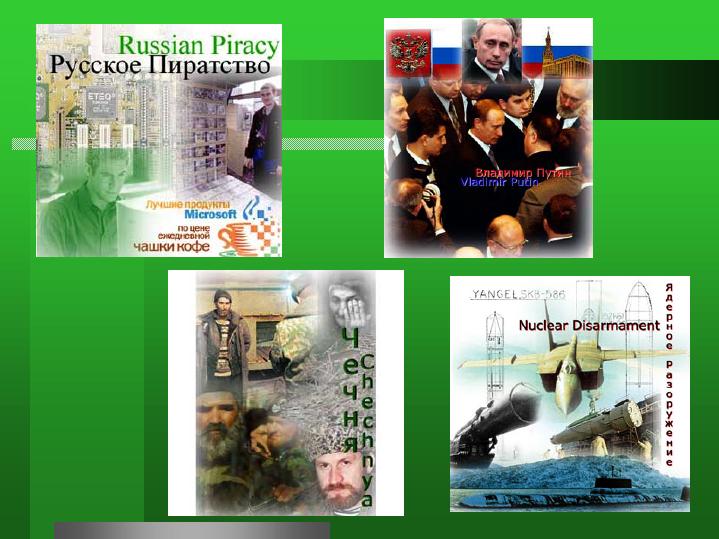 Russian Piracy
Русское Пиратство
ETEQ
Лучшие продукты
Microsoft
по цене
ежедневной
чашки кофе
Владимир Путин
Vladimir Putin
Чечня
Chechnya
YANGEL, SKB-586
Nuclear Disarmament
Ядерное Разоружение